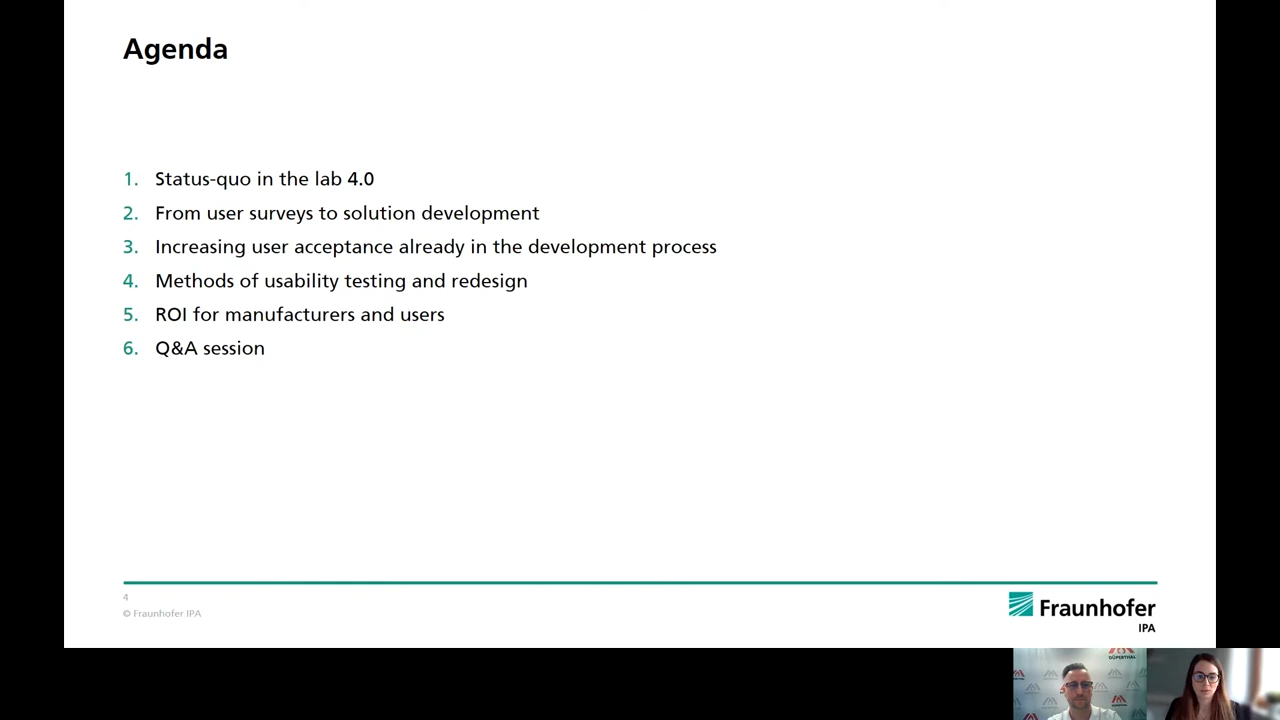 Agenda
1. Status-quo in the lab 4.0
2. From user surveys to solution development
3. Increasing user acceptance already in the development process
4. Methods of usability testing and redesign
5. ROI for manufacturers and users
6. Q&A session
4
© Fraunhofer IPA
Fraunhofer
IPA
DÜPERTHAL